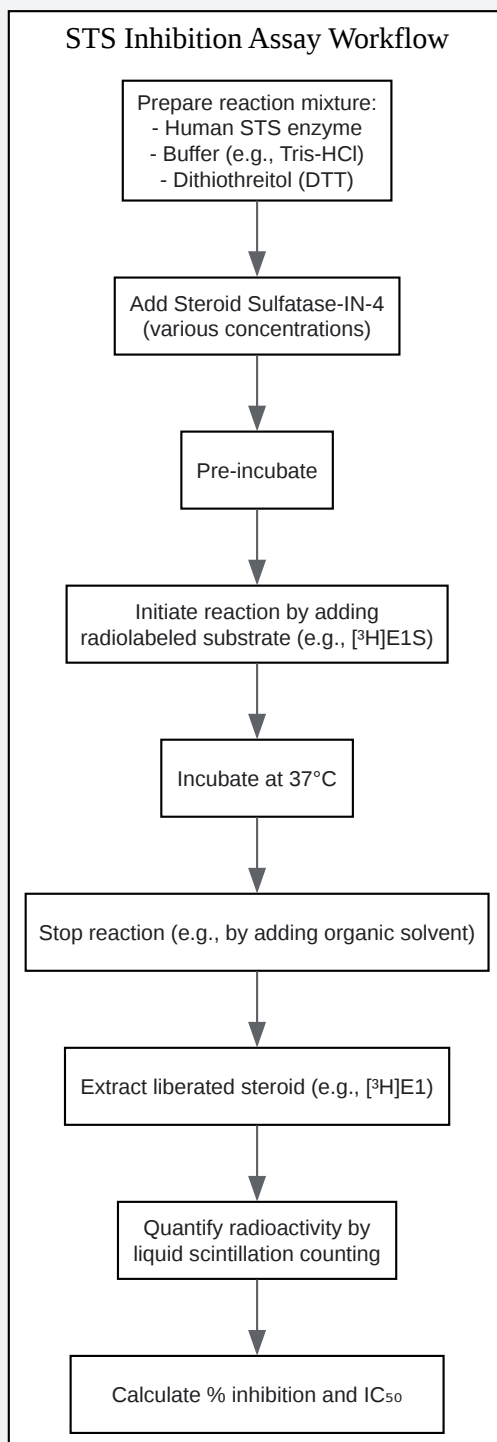 STS Inhibition Assay Workflow
Prepare reaction mixture:
- Human STS enzyme
- Buffer (e.g., Tris-HCl)
- Dithiothreitol (DTT)
Add Steroid Sulfatase-IN-4
(various concentrations)
Pre-incubate
Initiate reaction by adding
radiolabeled substrate (e.g., [³H]E1S)
Incubate at 37°C
Stop reaction (e.g., by adding organic solvent)
Extract liberated steroid (e.g., [³H]E1)
Quantify radioactivity by
liquid scintillation counting
Calculate % inhibition and IC₅₀